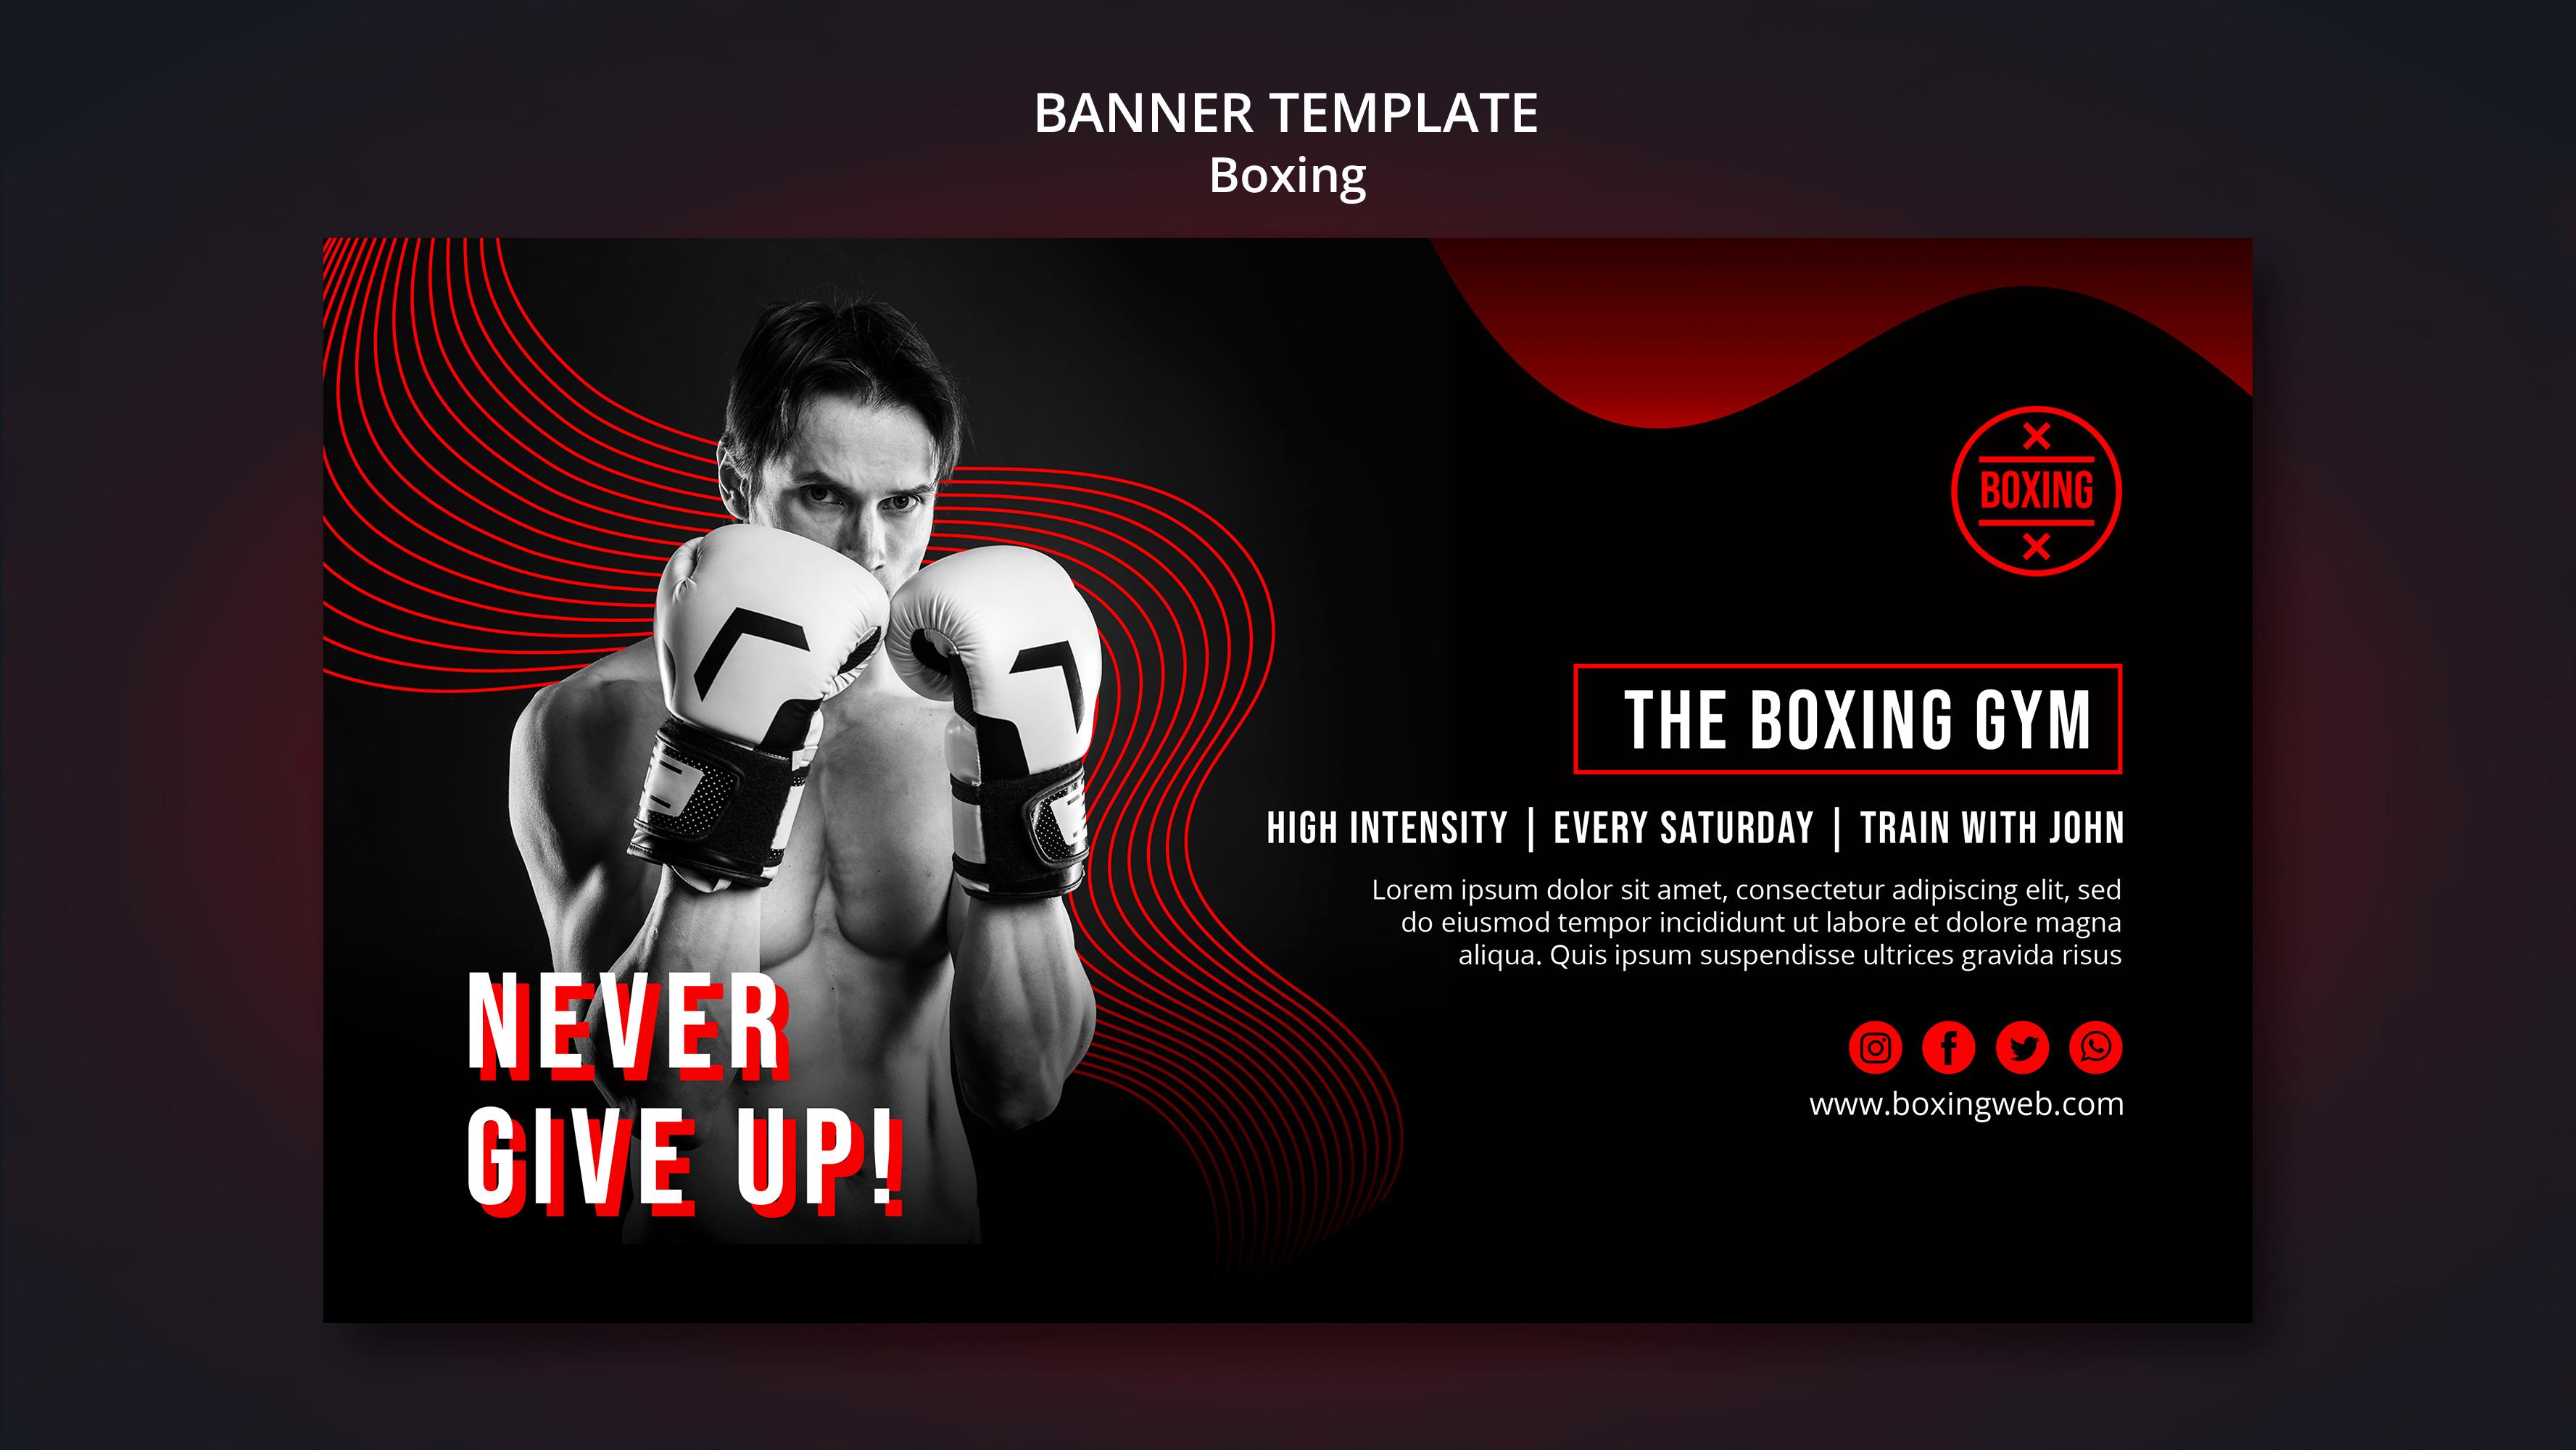 BANNER TEMPLATE
Boxing
BOXING
THE BOXING GYM
HIGH INTENSITY | EVERY SATURDAY | TRAIN WITH JOHN
Lorem ipsum dolor sit amet, consectetur adipiscing elit, sed
do eiusmod tempor incididunt ut labore et dolore magna
aliqua. Quis ipsum suspendisse ultrices gravida risus
www.boxingweb.com
NEVER
GIVE UP!